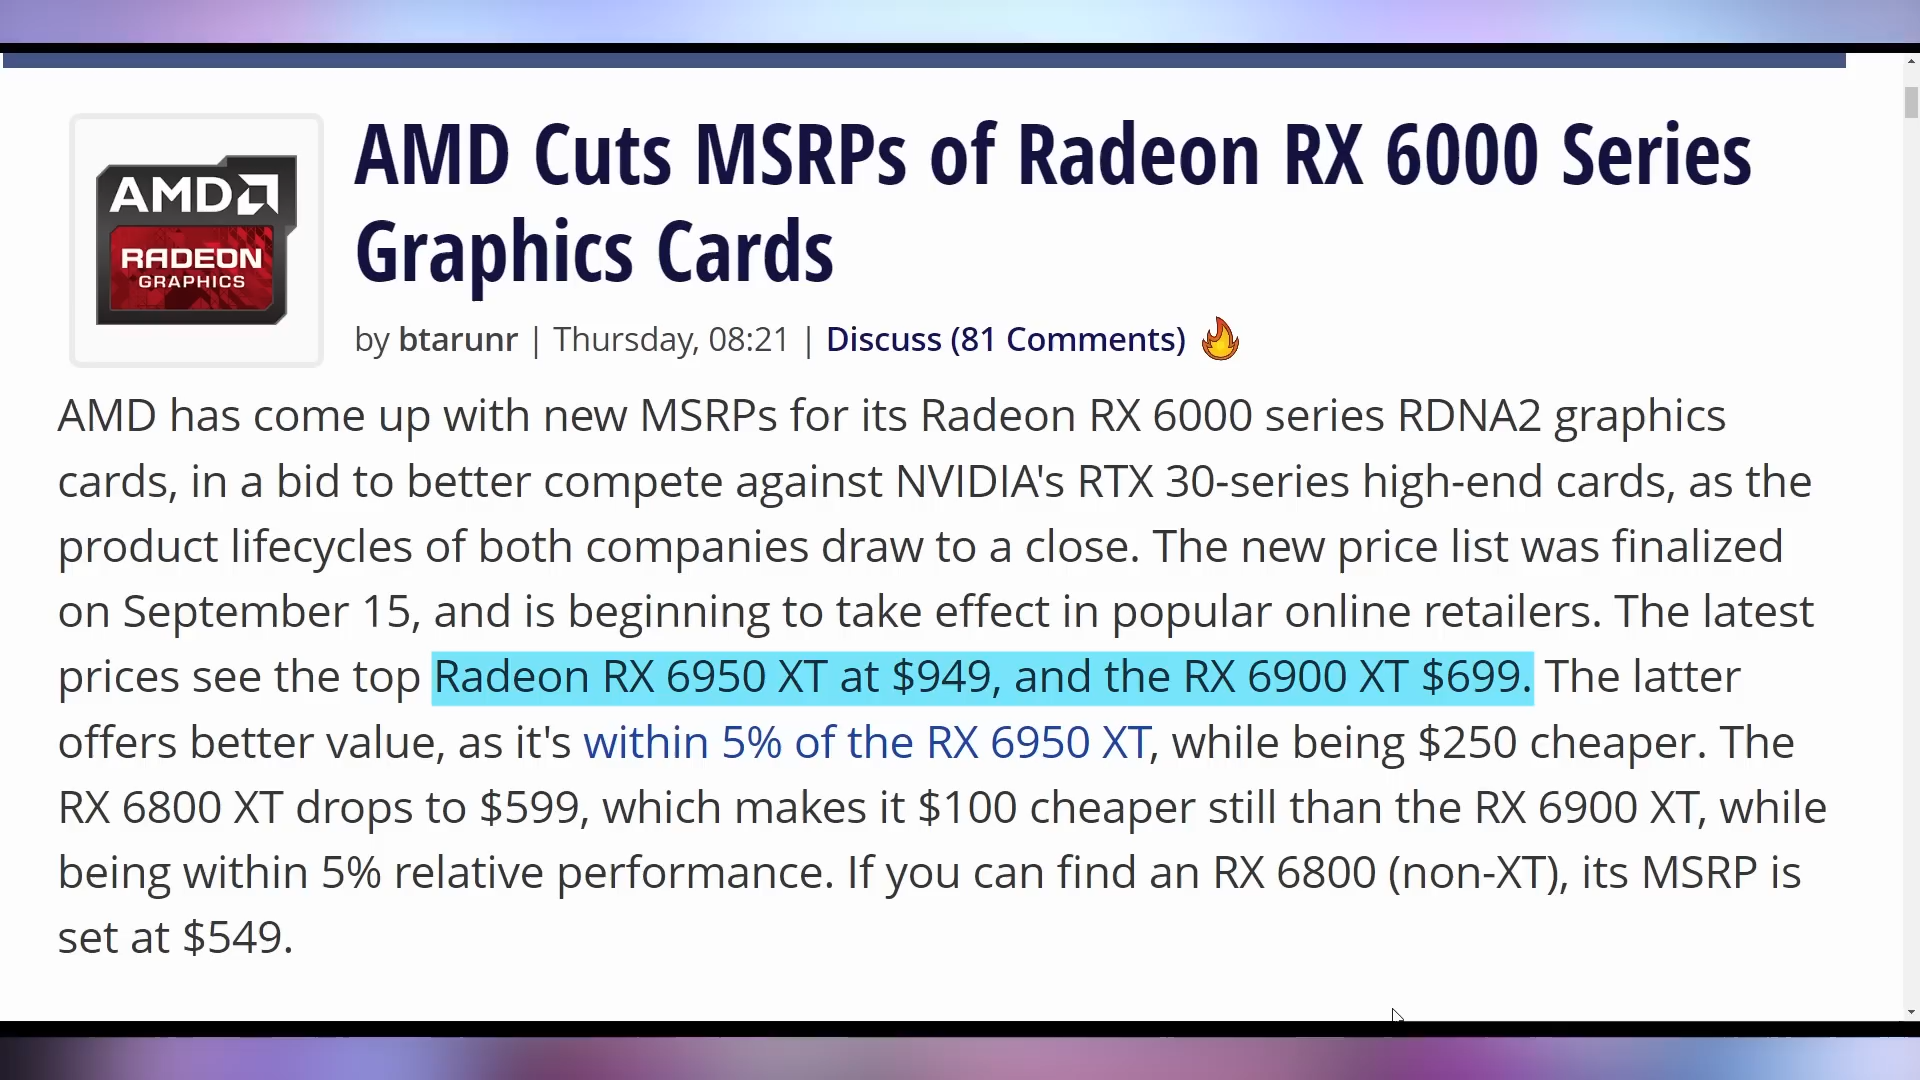 AMD
RADEON
GRAPHICS
AMD Cuts MSRPs of Radeon RX 6000 Series
Graphics Cards
by btarunr | Thursday, 08:21 | Discuss (81 Comments)
AMD has come up with new MSRPs for its Radeon RX 6000 series RDNA2 graphics
cards, in a bid to better compete against NVIDIA's RTX 30-series high-end cards, as the
product lifecycles of both companies draw to a close. The new price list was finalized
on September 15, and is beginning to take effect in popular online retailers. The latest
prices see the top Radeon RX 6950 XT at $949, and the RX 6900 XT $699. The latter
offers better value, as it's within 5% of the RX 6950 XT, while being $250 cheaper. The
RX 6800 XT drops to $599, which makes it $100 cheaper still than the RX 6900 XT, while
being within 5% relative performance. If you can find an RX 6800 (non-XT), its MSRP is
set at $549.